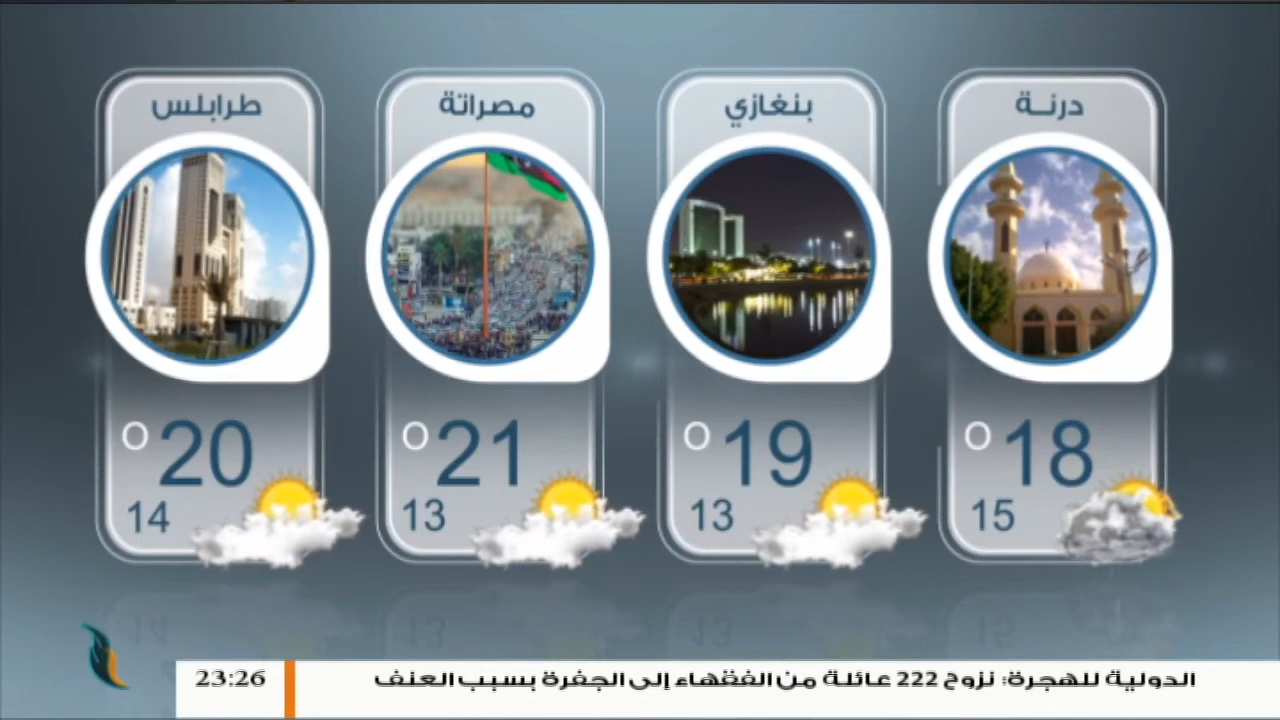 درنــة
بنغازي
مصراتة
طرابلس
18
19
21
20
15
13
13
14
الدولية للهجرة: نزوح 222 عائلة من الفقهاء إلى الجفرة بسبب العنف
23:26